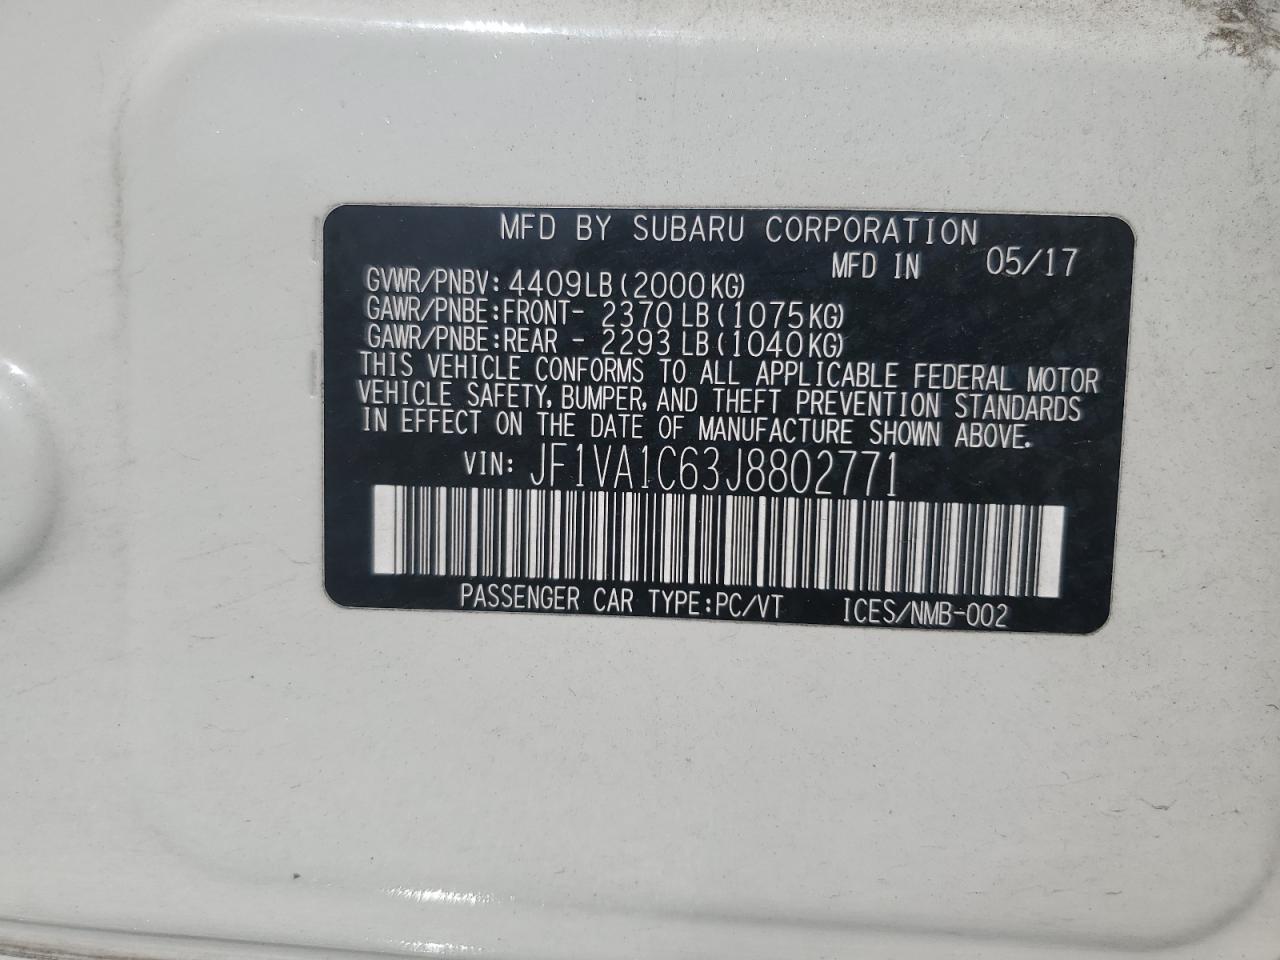 MFD BY SUBARU CORPORATION
MFD IN 05/17
GVWR/PNBV: 4409LB(2000KG)
GAWR/PNBE:FRONT- 2370 LB(1075KG)
GAWR/PNBE:REAR - 2293 LB(1040KG)
THIS VEHICLE CONFORMS TO ALL APPLICABLE FEDERAL MOTOR
VEHICLE SAFETY, BUMPER, AND THEFT PREVENTION STANDARDS
IN EFFECT ON THE DATE OF MANUFACTURE SHOWN ABOVE.
VIN: JF1VA1C63J8802771
PASSENGER CAR TYPE:PC/VT ICES/NMB-002